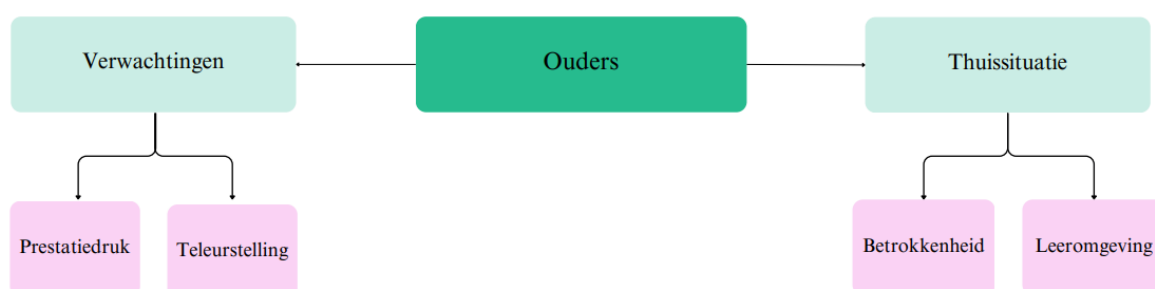 Verwachtingen
Ouders
Thuissituatie
Prestatiedruk
Teleurstelling
Betrokkenheid
Leeromgeving